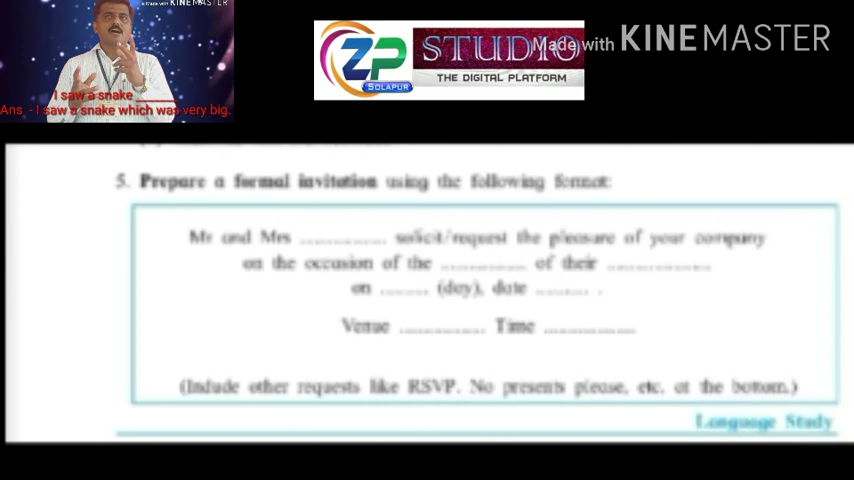 Made with KINEMASTER
I saw a snake ______
Ans - I saw a snake which was very big.
ZP STUDIO
SOLAPUR
THE DIGITAL PLATFORM
Made with KINEMASTER
5. Prepare a formal invitation using the following format:
Mr and Mrs ................ solicit/request the pleasure of your company
on the occasion of the ................ of their ....................
on ......... (day), date .......... .
Venue ................ Time .................
(Include other requests like RSVP. No presents please, etc. at the bottom.)
Language Study